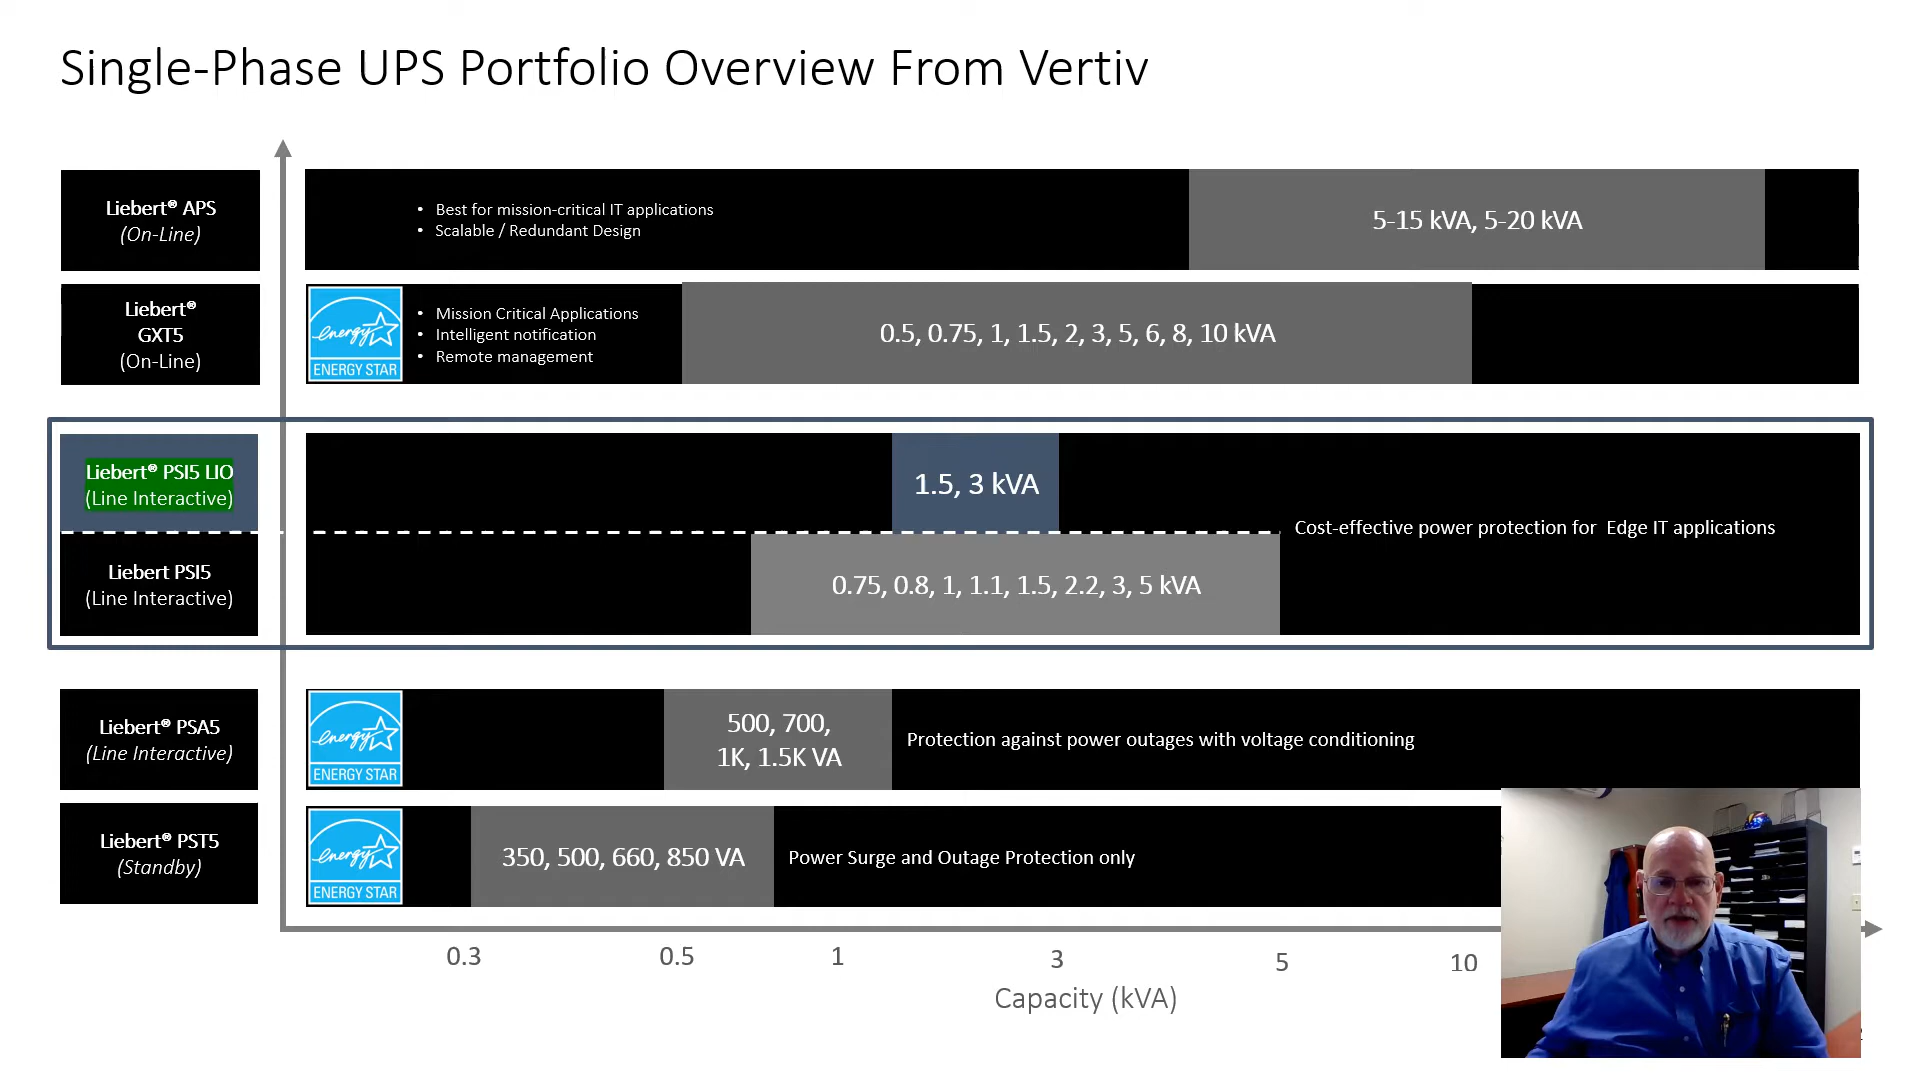 Single-Phase UPS Portfolio Overview From Vertiv
Liebert® APS
(On-Line)
• Best for mission-critical IT applications
• Scalable / Redundant Design
5-15 kVA, 5-20 kVA
Liebert®
GXT5
(On-Line)
energy
ENERGY STAR
• Mission Critical Applications
• Intelligent notification
• Remote management
0.5, 0.75, 1, 1.5, 2, 3, 5, 6, 8, 10 kVA
Liebert® PSI5 LIO
(Line Interactive)
1.5, 3 kVA
Cost-effective power protection for Edge IT applications
Liebert PSI5
(Line Interactive)
0.75, 0.8, 1, 1.1, 1.5, 2.2, 3, 5 kVA
Liebert® PSA5
(Line Interactive)
energy
ENERGY STAR
500, 700,
1K, 1.5K VA
Protection against power outages with voltage conditioning
Liebert® PST5
(Standby)
energy
ENERGY STAR
350, 500, 660, 850 VA
Power Surge and Outage Protection only
0.3 0.5 1 3 5 10
Capacity (kVA)